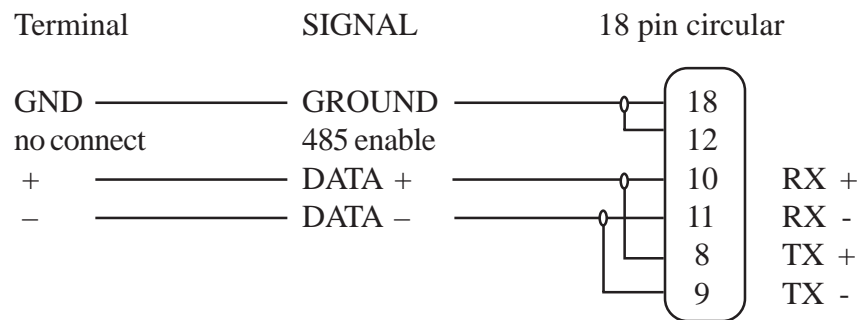 Terminal SIGNAL 18 pin circular
GND GROUND 18
no connect 485 enable 12
+ DATA + 10 RX +
– DATA – 11 RX -
8 TX +
9 TX -